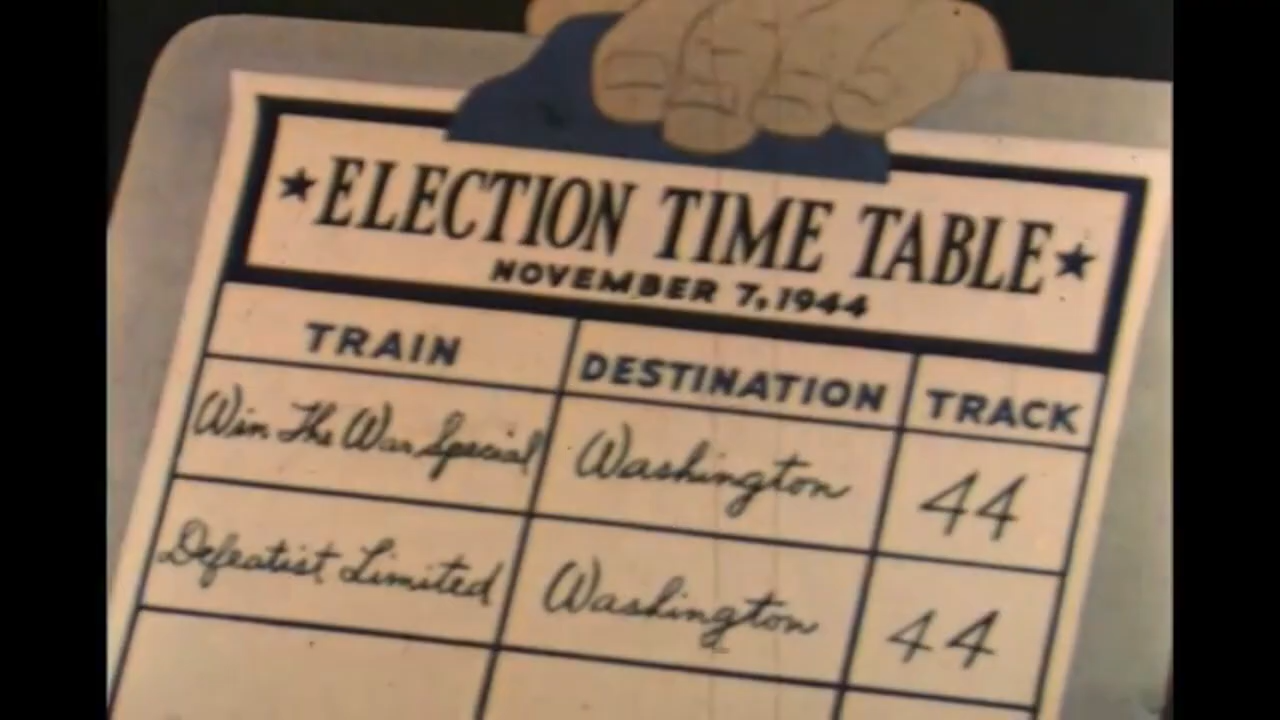 ★ELECTION TIME TABLE★
NOVEMBER 7, 1944
TRAIN DESTINATION TRACK
Win The War Special Washington 44
Defeatist Limited Washington 44